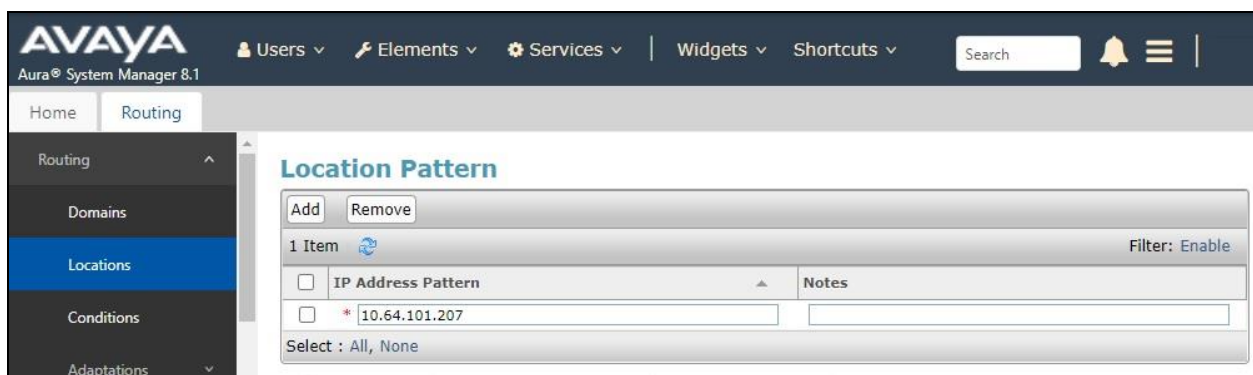 AVAYA
Aura® System Manager 8.1
Users Elements Services | Widgets Shortcuts Search
Home Routing
Routing
Domains
Locations
Conditions
Adaptations
Location Pattern
Add Remove
1 Item Filter: Enable
IP Address Pattern Notes
* 10.64.101.207
Select : All, None